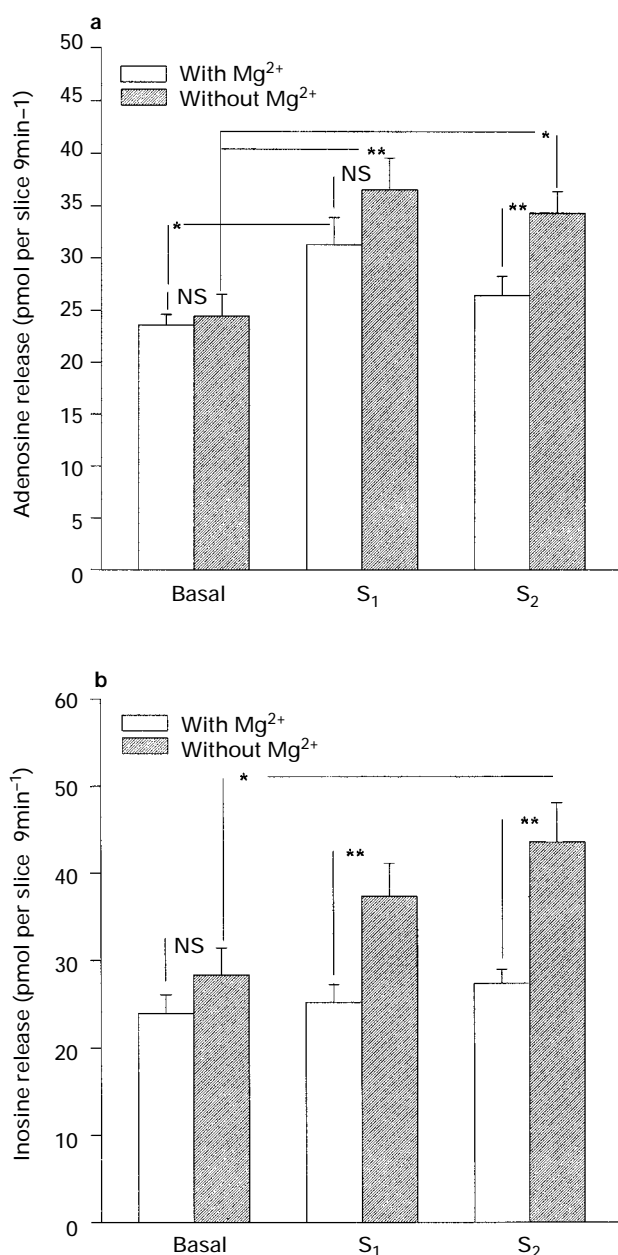 a
50
45
40
35
30
25
20
15
10
5
0
Adenosine release (pmol per slice 9min–1)
With Mg²⁺
Without Mg²⁺
*
**
NS
*
**
NS
Basal
S₁
S₂
b
60
50
40
30
20
10
0
Inosine release (pmol per slice 9min⁻¹)
With Mg²⁺
Without Mg²⁺
*
**
**
NS
Basal
S₁
S₂